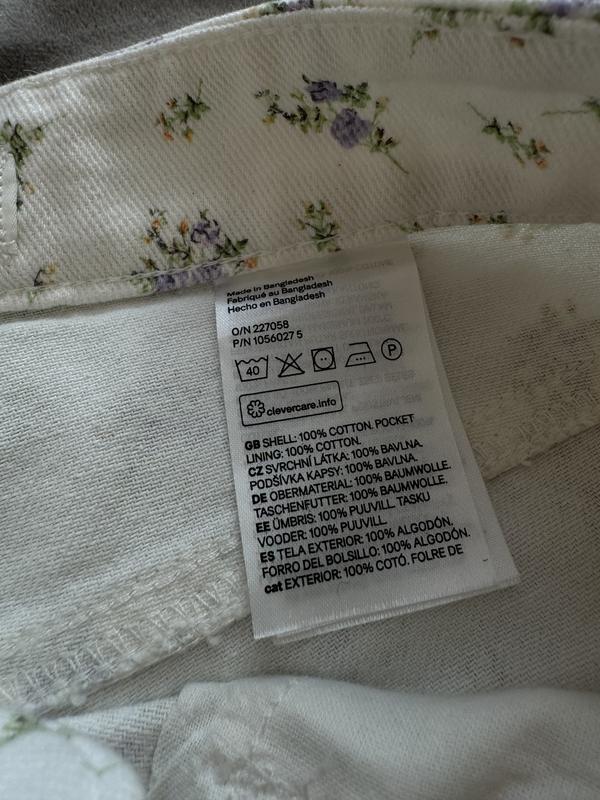 Made in Bangladesh
Fabriqué au Bangladesh
Hecho en Bangladesh
O/N 227058
P/N 1056027 5
40
P
clevercare.info
GB SHELL: 100% COTTON. POCKET
LINING: 100% COTTON.
CZ SVRCHNÍ LÁTKA: 100% BAVLNA.
PODŠÍVKA KAPSY: 100% BAVLNA.
DE OBERMATERIAL: 100% BAUMWOLLE.
TASCHENFUTTER: 100% BAUMWOLLE.
EE ÜMBRIS: 100% PUUVILL. TASKU
VOODER: 100% PUUVILL.
ES TELA EXTERIOR: 100% ALGODÓN.
FORRO DEL BOLSILLO: 100% ALGODÓN.
cat EXTERIOR: 100% COTÓ. FOLRE DE